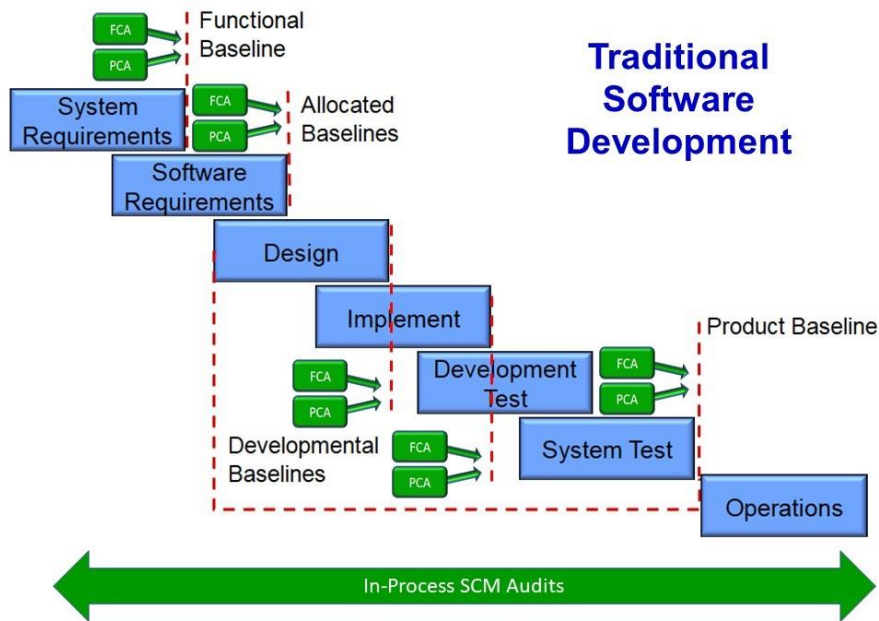 FCA
PCA
Functional
Baseline
Traditional
Software
Development
System
Requirements
FCA
PCA
Allocated
Baselines
Software
Requirements
Design
Implement
Product Baseline
FCA
PCA
Development
Test
FCA
PCA
Developmental
Baselines
FCA
PCA
System Test
Operations
In-Process SCM Audits